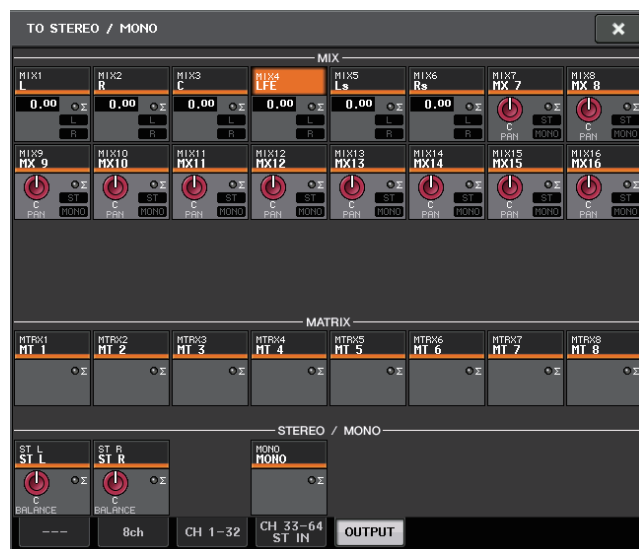 TO STEREO / MONO
MIX
MIX1 MIX2 MIX3 MIX4 MIX5 MIX6 MIX7 MIX8
L R C LFE Ls Rs MX 7 MX 8
0.00 Σ 0.00 Σ 0.00 Σ 0.00 Σ 0.00 Σ 0.00 Σ Σ Σ
L L L L L L ST ST
R R R R R R C PAN MONO C PAN MONO
MIX9 MIX10 MIX11 MIX12 MIX13 MIX14 MIX15 MIX16
MX 9 MX10 MX11 MX12 MX13 MX14 MX15 MX16
Σ Σ Σ Σ Σ Σ Σ Σ
ST ST ST ST ST ST ST ST
C C C C C C C C
PAN MONO PAN MONO PAN MONO PAN MONO PAN MONO PAN MONO PAN MONO PAN MONO
MATRIX
MTRX1 MTRX2 MTRX3 MTRX4 MTRX5 MTRX6 MTRX7 MTRX8
MT 1 MT 2 MT 3 MT 4 MT 5 MT 6 MT 7 MT 8
Σ Σ Σ Σ Σ Σ Σ Σ
STEREO / MONO
ST L ST R MONO
ST L ST R MONO
Σ Σ Σ
C C
BALANCE BALANCE
--- 8ch CH 1-32 CH 33-64 ST IN OUTPUT